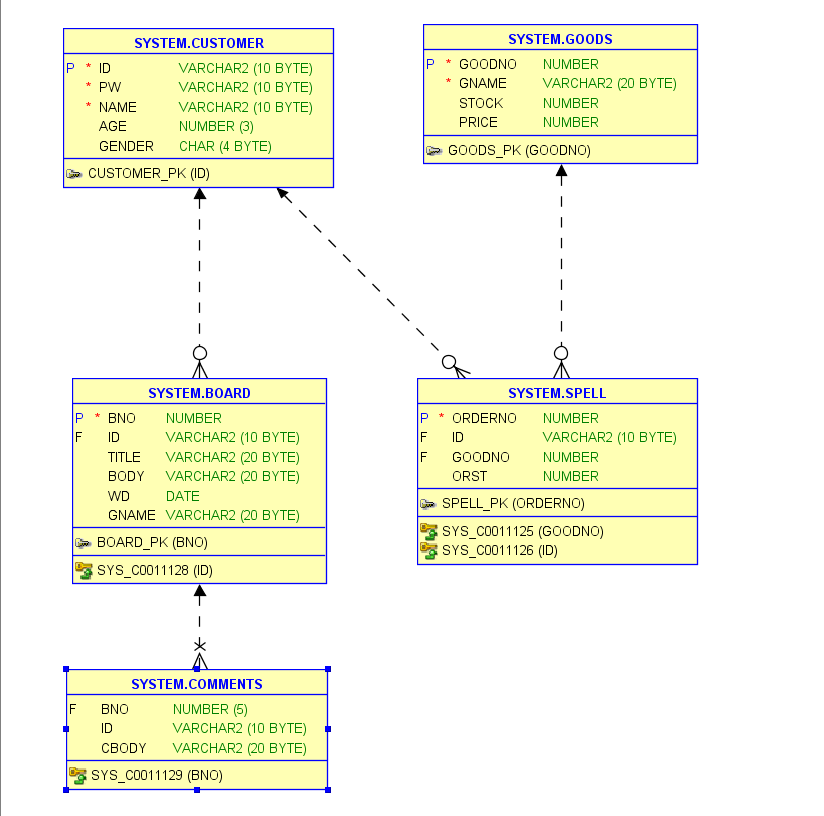 SYSTEM.CUSTOMER
P * ID VARCHAR2 (10 BYTE)
* PW VARCHAR2 (10 BYTE)
* NAME VARCHAR2 (10 BYTE)
AGE NUMBER (3)
GENDER CHAR (4 BYTE)
CUSTOMER_PK (ID)
SYSTEM.GOODS
P * GOODNO NUMBER
* GNAME VARCHAR2 (20 BYTE)
STOCK NUMBER
PRICE NUMBER
GOODS_PK (GOODNO)
SYSTEM.BOARD
P * BNO NUMBER
F ID VARCHAR2 (10 BYTE)
TITLE VARCHAR2 (20 BYTE)
BODY VARCHAR2 (20 BYTE)
WD DATE
GNAME VARCHAR2 (20 BYTE)
BOARD_PK (BNO)
SYS_C0011128 (ID)
SYSTEM.SPELL
P * ORDERNO NUMBER
F ID VARCHAR2 (10 BYTE)
F GOODNO NUMBER
ORST NUMBER
SPELL_PK (ORDERNO)
SYS_C0011125 (GOODNO)
SYS_C0011126 (ID)
SYSTEM.COMMENTS
F BNO NUMBER (5)
ID VARCHAR2 (10 BYTE)
CBODY VARCHAR2 (20 BYTE)
SYS_C0011129 (BNO)